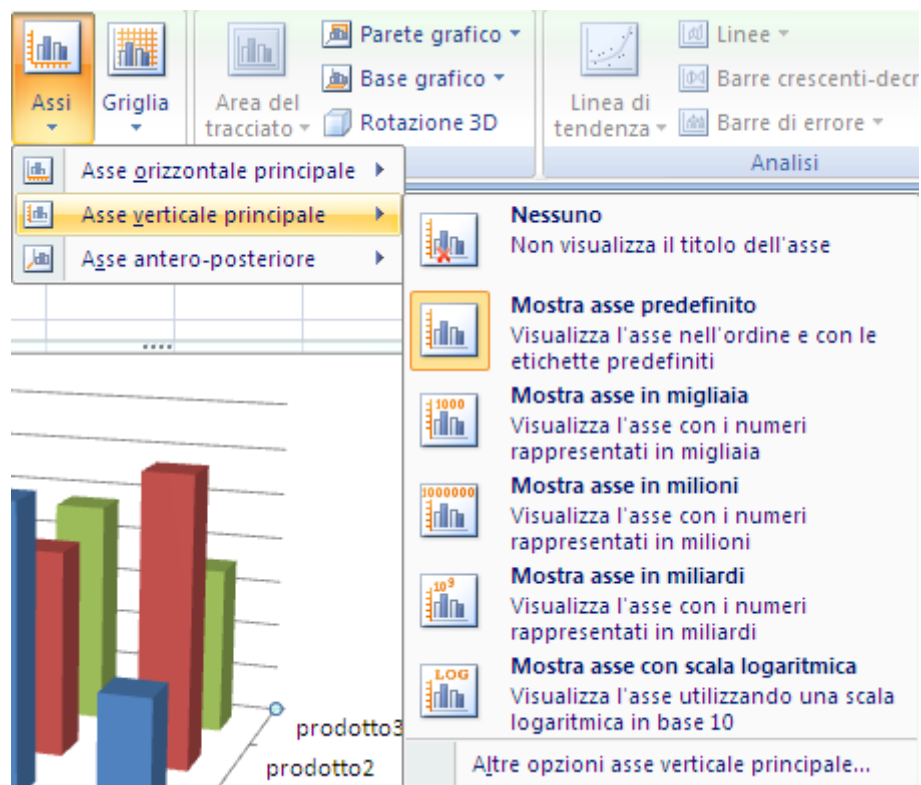 Assi
Griglia
Area del
tracciato
Parete grafico
Base grafico
Rotazione 3D
Linea di
tendenza
Linee
Barre crescenti-decr
Barre di errore
Analisi
Asse orizzontale principale
Asse verticale principale
Asse antero-posteriore
Nessuno
Non visualizza il titolo dell'asse
Mostra asse predefinito
Visualizza l'asse nell'ordine e con le
etichette predefiniti
1000
Mostra asse in migliaia
Visualizza l'asse con i numeri
rappresentati in migliaia
1000000
Mostra asse in milioni
Visualizza l'asse con i numeri
rappresentati in milioni
10⁹
Mostra asse in miliardi
Visualizza l'asse con i numeri
rappresentati in miliardi
LOG
Mostra asse con scala logaritmica
Visualizza l'asse utilizzando una scala
logaritmica in base 10
Altre opzioni asse verticale principale...
prodotto3
prodotto2